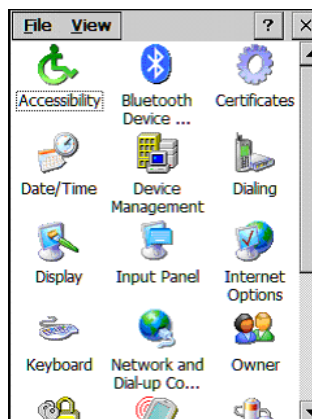 File View ? ×
Accessibility Bluetooth Device ... Certificates
Date/Time Device Management Dialing
Display Input Panel Internet Options
Keyboard Network and Dial-up Co... Owner